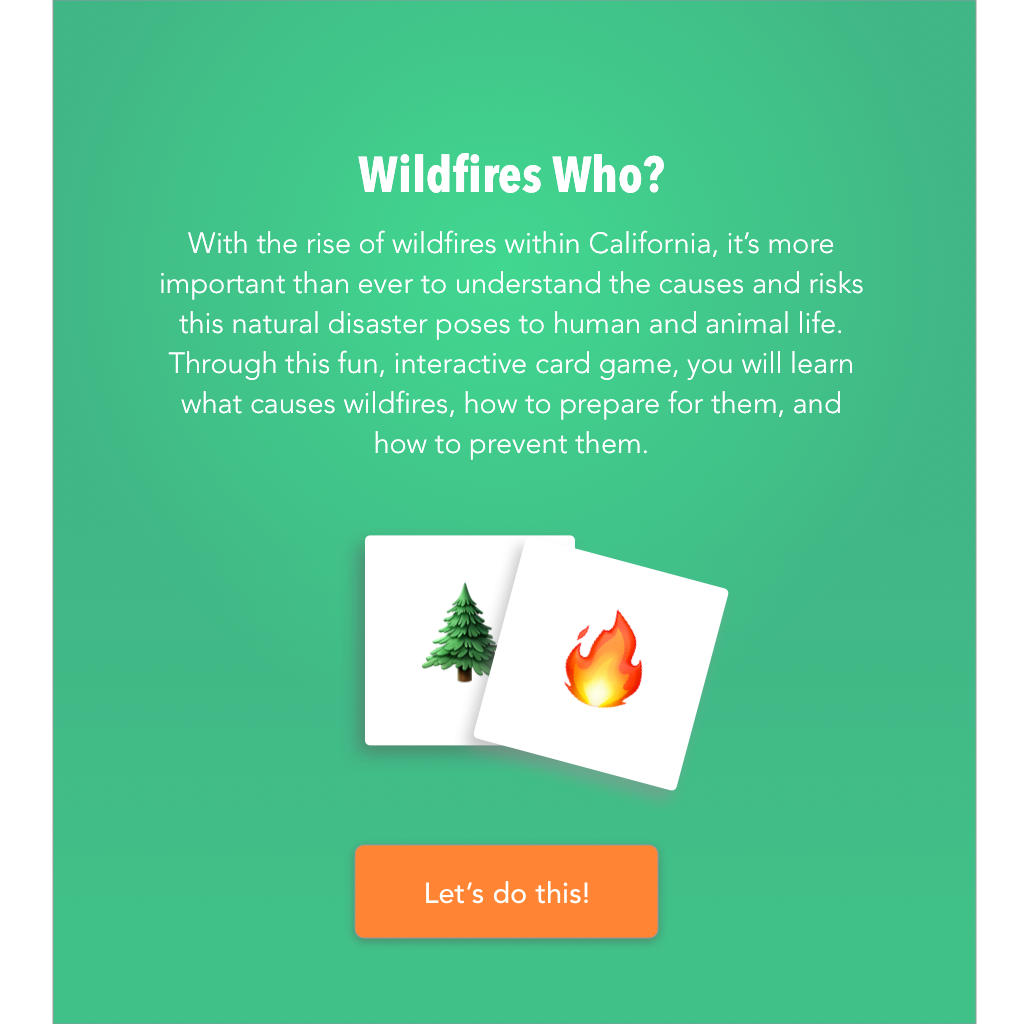 Wildfires Who?
With the rise of wildfires within California, it’s more
important than ever to understand the causes and risks
this natural disaster poses to human and animal life.
Through this fun, interactive card game, you will learn
what causes wildfires, how to prepare for them, and
how to prevent them.
Let’s do this!